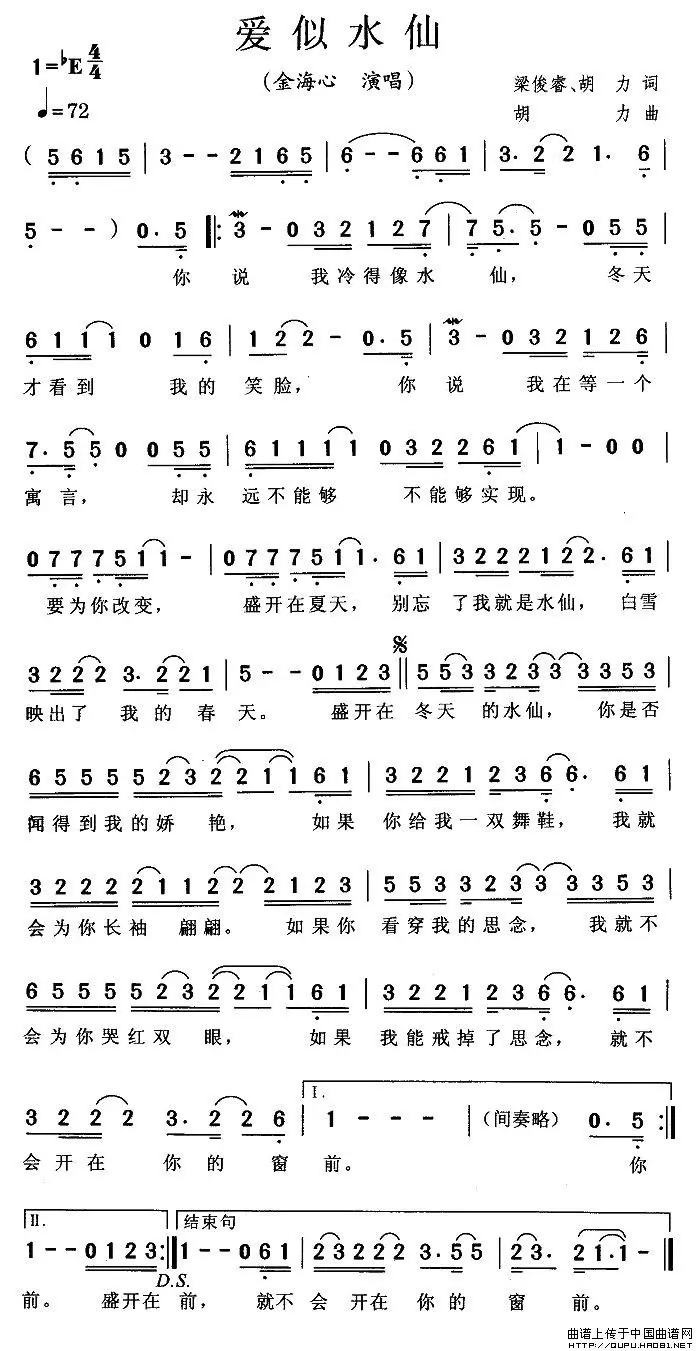 爱似水仙
1=♭E 4/4
(金海心 演唱)
梁俊睿、胡 力 词
♩=72
胡 力 曲
( 5 6 1 5 | 3 - - 2 1 6 5 | 6 - - 6 6 1 | 3. 2 2 1. 6
5 - - ) 0. 5 |: 3 - 0 3 2 1 2 7 | 7 5. 5 - 0 5 5 |
你 说 我冷得像水 仙, 冬天
6 1 1 1 0 1 6 | 1 2 2 - 0. 5 | 3 - 0 3 2 1 2 6 |
才看到 我的 笑脸, 你 说 我在等一个
7. 5 5 0 0 5 5 | 6 1 1 1 1 0 3 2 2 6 1 | 1 - 0 0 |
寓言, 却永 远不能够 不能够实现。
0 7 7 7 5 1 1 - | 0 7 7 7 5 1 1. 6 1 | 3 2 2 2 1 2 2. 6 1 |
要为你改变, 盛开在夏天, 别忘 了我就是水仙, 白雪
3 2 2 2 3. 2 2 1 | 5 - - 0 1 2 3 || 5 5 3 3 2 3 3 3 3 5 3 |
映出了 我的春 天。 盛开在 冬天 的水仙, 你是否
6 5 5 5 5 5 2 3 2 2 1 1 6 1 | 3 2 2 1 2 3 6 6. 6 1 |
闻得到我的娇 艳, 如果 你给我一双舞鞋, 我就
3 2 2 2 2 1 1 2 2 2 1 2 3 | 5 5 3 3 2 3 3 3 3 5 3 |
会为你长袖 翩翩。 如果你 看穿我的思念, 我就不
6 5 5 5 5 5 2 3 2 2 1 1 6 1 | 3 2 2 1 2 3 6 6. 6 1 |
会为你哭红双 眼, 如果 我能戒掉了思念, 就不
I.
3 2 2 2 3. 2 2 6 | 1 - - - | (间奏略) 0. 5 :|
会开在 你的窗 前。 你
II. 结束句
1 - - 0 1 2 3 :| 1 - - 0 6 1 | 2 3 2 2 2 3. 5 5 | 3. 2 1. 1 - |
D.S.
前。 盛开在 前, 就不 会开在 你的 窗 前。
曲谱上传于中国曲谱网
HTTP://QUPU.HAO81.NET